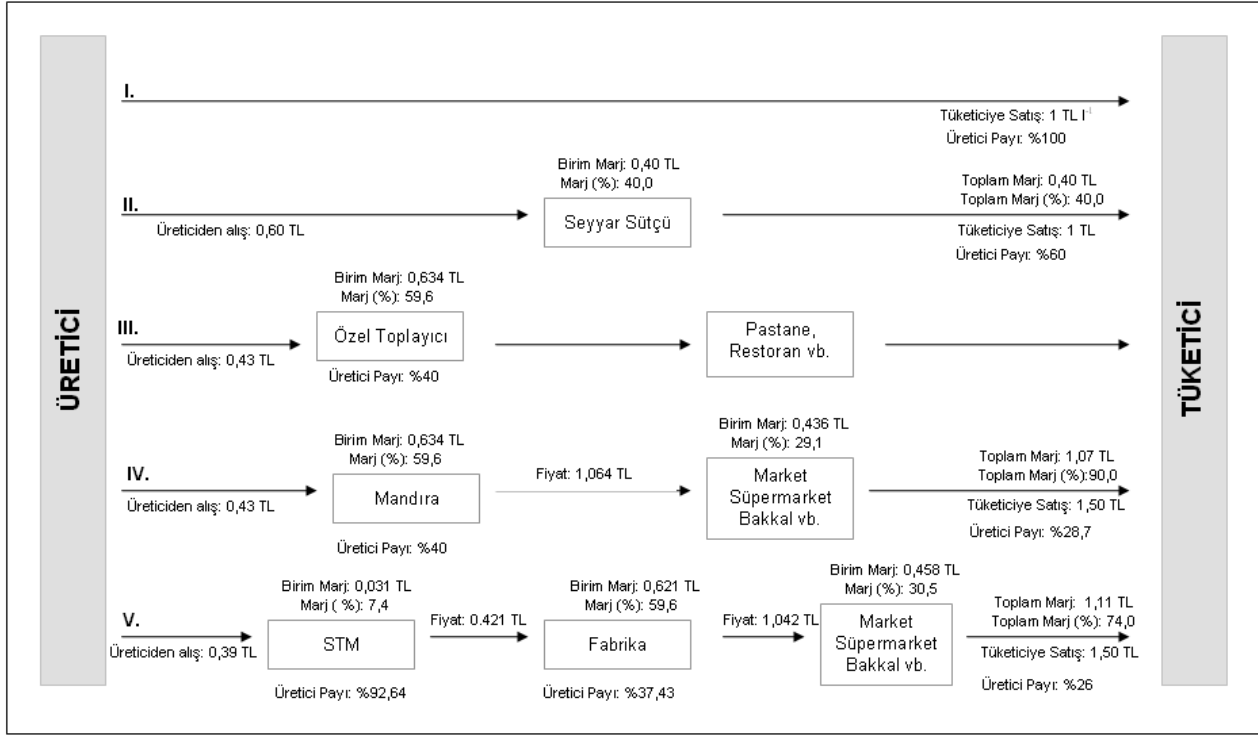 ÜRETİCİ
I.
Tüketiciye Satış: 1 TL l⁻¹
Üretici Payı: %100
II.
Üreticiden alış: 0,60 TL
Birim Marj: 0,40 TL
Marj (%): 40,0
Seyyar Sütçü
Toplam Marj: 0,40 TL
Toplam Marj (%): 40,0
Tüketiciye Satış: 1 TL
Üretici Payı: %60
III.
Üreticiden alış: 0,43 TL
Birim Marj: 0,634 TL
Marj (%): 59,6
Özel Toplayıcı
Üretici Payı: %40
Pastane,
Restoran vb.
IV.
Üreticiden alış: 0,43 TL
Birim Marj: 0,634 TL
Marj (%): 59,6
Mandıra
Üretici Payı: %40
Fiyat: 1,064 TL
Birim Marj: 0,436 TL
Marj (%): 29,1
Market
Süpermarket
Bakkal vb.
Toplam Marj: 1,07 TL
Toplam Marj (%):90,0
Tüketiciye Satış: 1,50 TL
Üretici Payı: %28,7
V.
Üreticiden alış: 0,39 TL
Birim Marj: 0,031 TL
Marj ( %): 7,4
STM
Üretici Payı: %92,64
Fiyat: 0.421 TL
Birim Marj: 0,621 TL
Marj (%): 59,6
Fabrika
Üretici Payı: %37,43
Fiyat: 1,042 TL
Birim Marj: 0,458 TL
Marj (%): 30,5
Market
Süpermarket
Bakkal vb.
Toplam Marj: 1,11 TL
Toplam Marj (%): 74,0
Tüketiciye Satış: 1,50 TL
Üretici Payı: %26
TÜKETİCİ